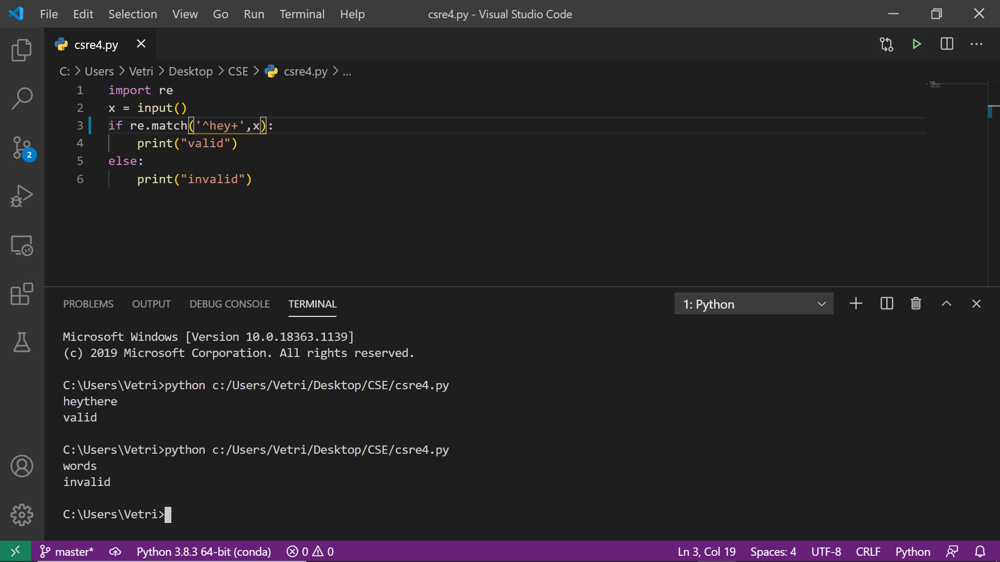 File Edit Selection View Go Run Terminal Help csre4.py - Visual Studio Code
csre4.py
C: > Users > Vetri > Desktop > CSE > csre4.py > ...
1 import re
2 x = input()
3 if re.match('^hey+',x):
4     print("valid")
5 else:
6     print("invalid")
2
PROBLEMS OUTPUT DEBUG CONSOLE TERMINAL 1: Python
Microsoft Windows [Version 10.0.18363.1139]
(c) 2019 Microsoft Corporation. All rights reserved.
C:\Users\Vetri>python c:/Users/Vetri/Desktop/CSE/csre4.py
heythere
valid
C:\Users\Vetri>python c:/Users/Vetri/Desktop/CSE/csre4.py
words
invalid
C:\Users\Vetri>
master* Python 3.8.3 64-bit (conda) 0 0 Ln 3, Col 19 Spaces: 4 UTF-8 CRLF Python